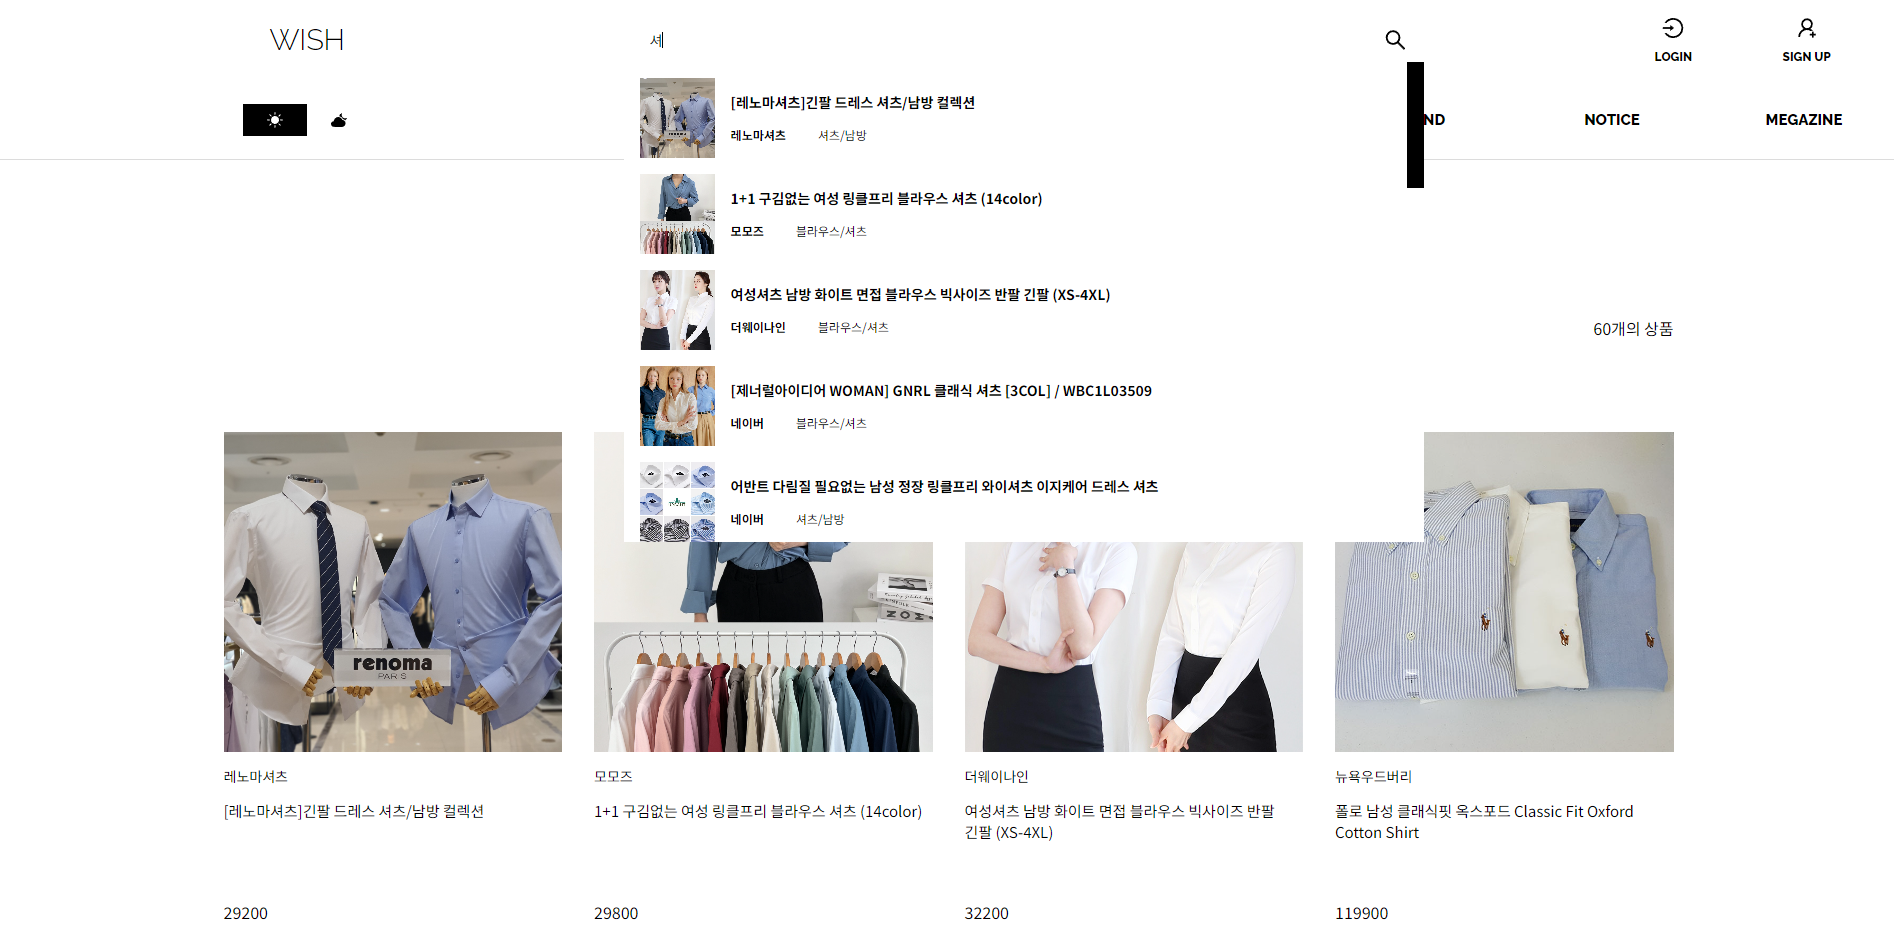 WISH
셔
LOGIN
SIGN UP
ND
NOTICE
MEGAZINE
[레노마셔츠]긴팔 드레스 셔츠/남방 컬렉션
레노마셔츠 셔츠/남방
1+1 구김없는 여성 링클프리 블라우스 셔츠 (14color)
모모즈 블라우스/셔츠
여성셔츠 남방 화이트 면접 블라우스 빅사이즈 반팔 긴팔 (XS-4XL)
더웨이나인 블라우스/셔츠
[제너럴아이디어 WOMAN] GNRL 클래식 셔츠 [3COL] / WBC1L03509
네이버 블라우스/셔츠
어반트 다림질 필요없는 남성 정장 링클프리 와이셔츠 이지케어 드레스 셔츠
네이버 셔츠/남방
60개의 상품
renoma
PARIS
레노마셔츠
[레노마셔츠]긴팔 드레스 셔츠/남방 컬렉션
29200
모모즈
1+1 구김없는 여성 링클프리 블라우스 셔츠 (14color)
29800
더웨이나인
여성셔츠 남방 화이트 면접 블라우스 빅사이즈 반팔
긴팔 (XS-4XL)
32200
뉴욕우드버리
폴로 남성 클래식핏 옥스포드 Classic Fit Oxford
Cotton Shirt
119900